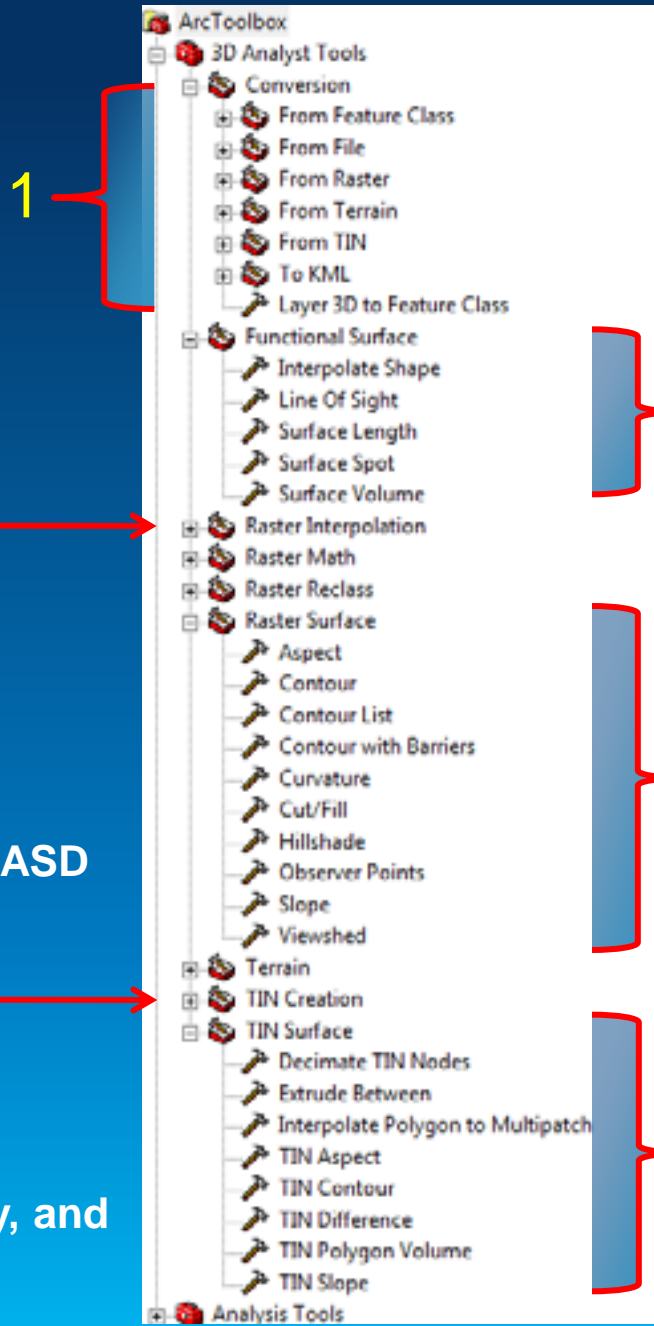 ArcToolbox
3D Analyst Tools
Conversion
From Feature Class
From File
From Raster
From Terrain
From TIN
To KML
Layer 3D to Feature Class
1
Functional Surface
Interpolate Shape
Line Of Sight
Surface Length
Surface Spot
Surface Volume
Raster Interpolation
Raster Math
Raster Reclass
Raster Surface
Aspect
Contour
Contour List
Contour with Barriers
Curvature
Cut/Fill
Hillshade
ASD
Observer Points
Slope
Viewshed
Terrain
TIN Creation
TIN Surface
Decimate TIN Nodes
Extrude Between
Interpolate Polygon to Multipatch
TIN Aspect
TIN Contour
y, and
TIN Difference
TIN Polygon Volume
TIN Slope
Analysis Tools